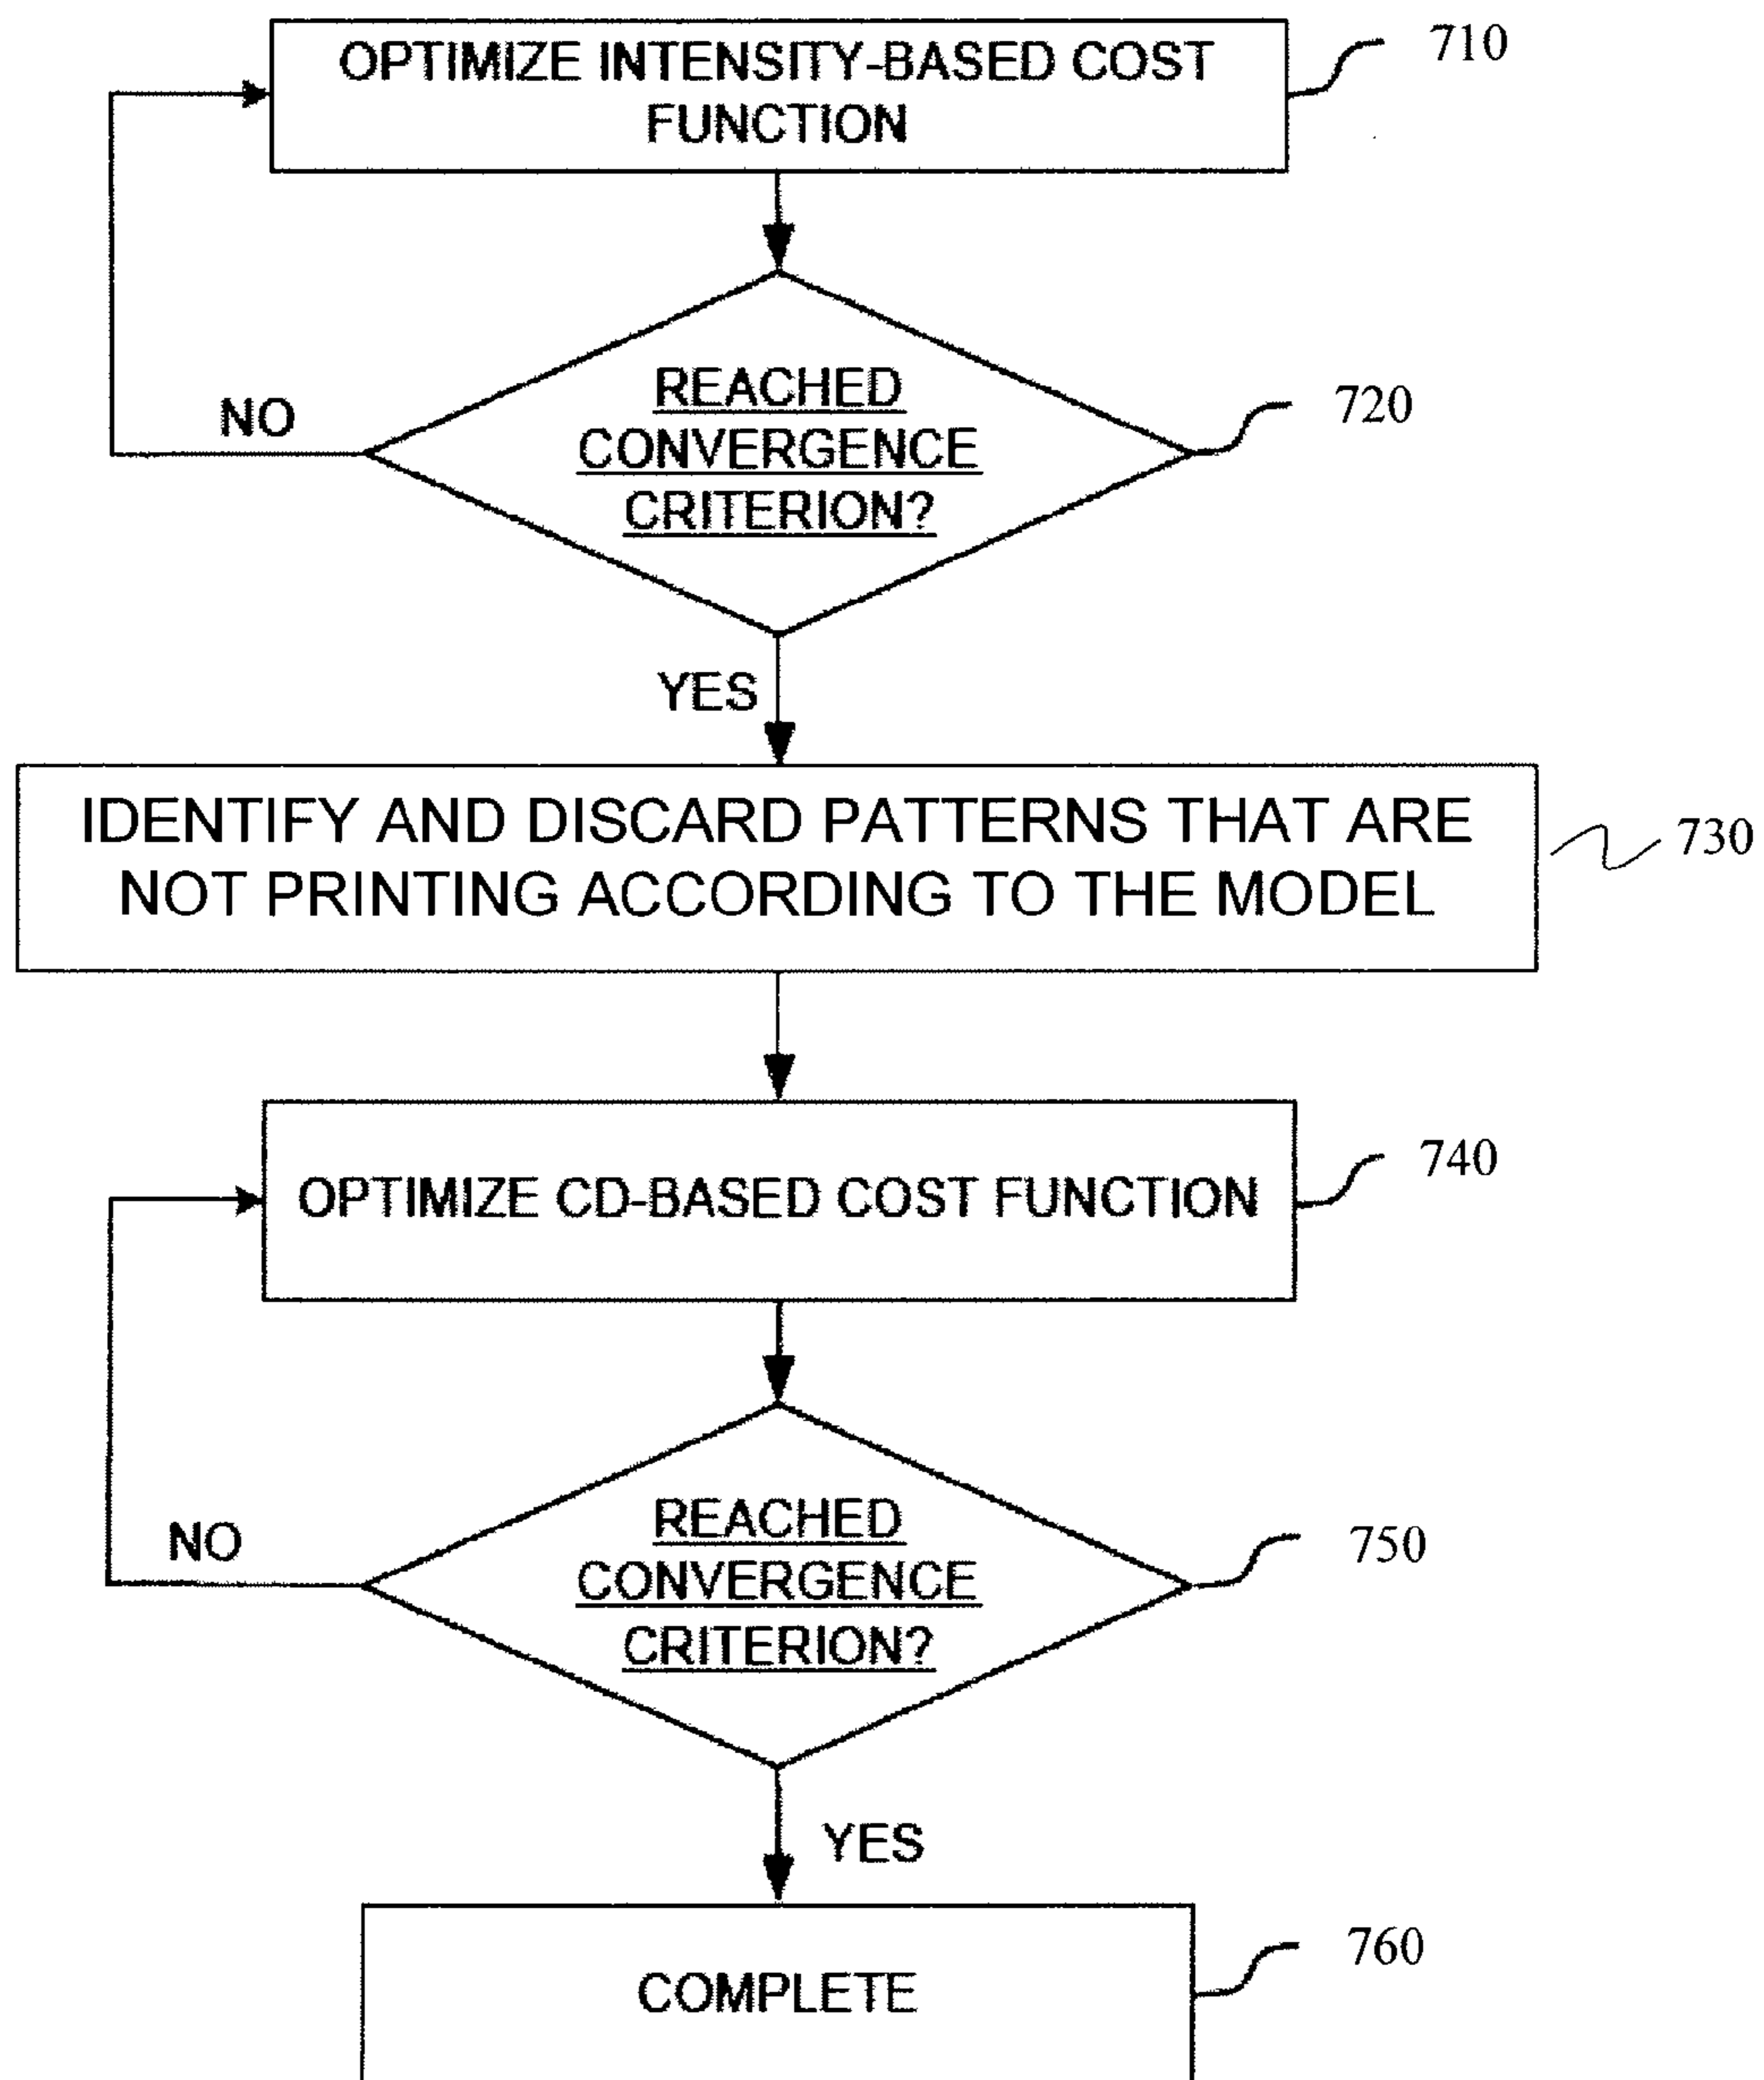 OPTIMIZE INTENSITY-BASED COST
FUNCTION
710
REACHED
CONVERGENCE
CRITERION?
720
NO
YES
IDENTIFY AND DISCARD PATTERNS THAT ARE
NOT PRINTING ACCORDING TO THE MODEL
730
OPTIMIZE CD-BASED COST FUNCTION
740
REACHED
CONVERGENCE
CRITERION?
750
NO
YES
COMPLETE
760